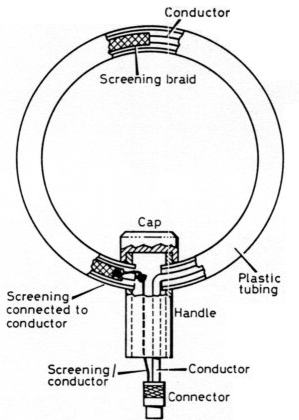 Conductor
Screening braid
Cap
Plastic
tubing
Screening
connected to
conductor
Handle
Screening/
conductor
Conductor
Connector